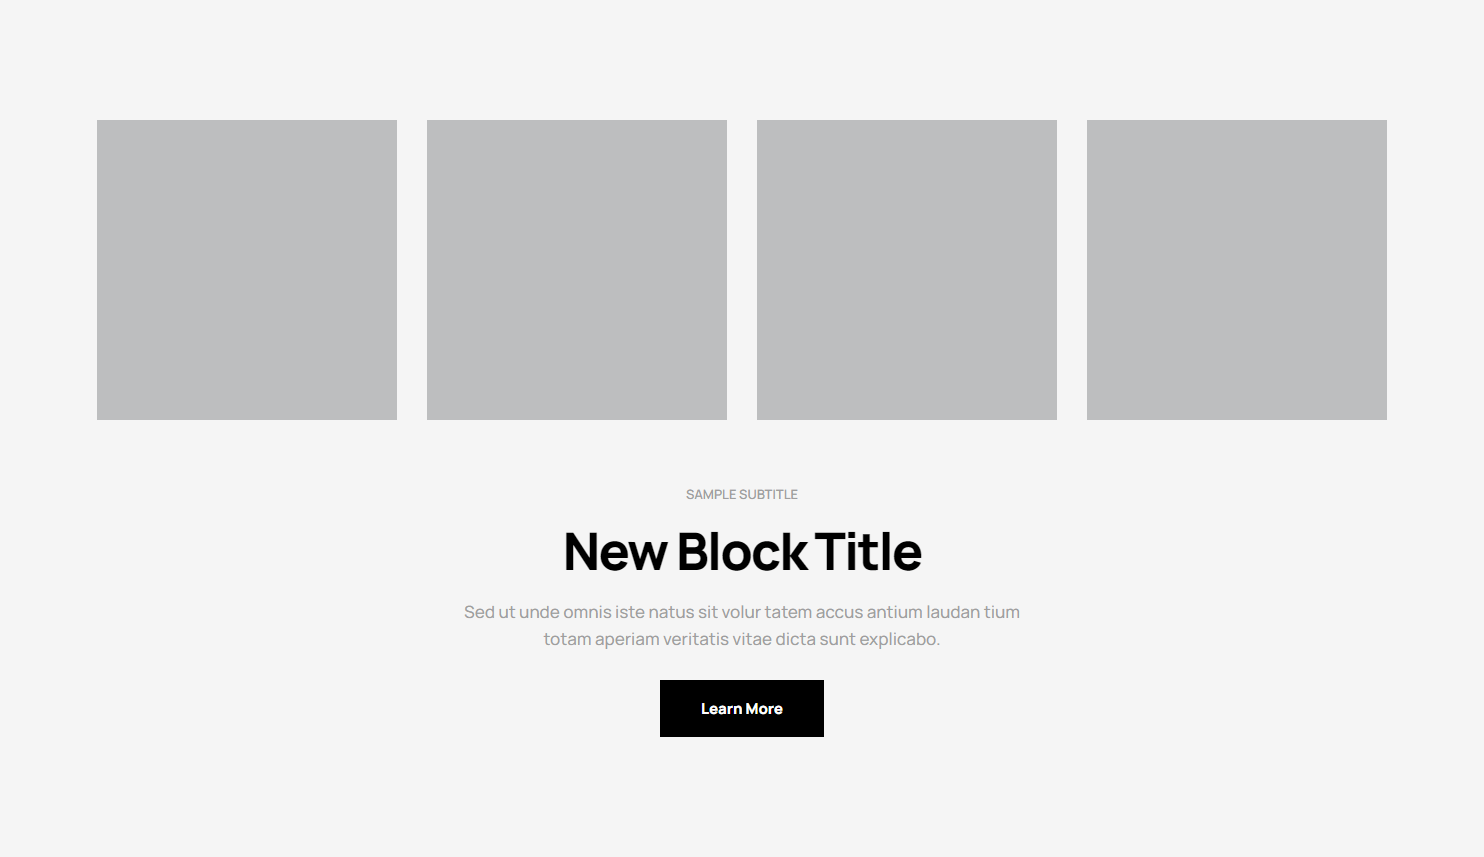 SAMPLE SUBTITLE
New Block Title
Sed ut unde omnis iste natus sit volur tatem accus antium laudan tium
totam aperiam veritatis vitae dicta sunt explicabo.
Learn More